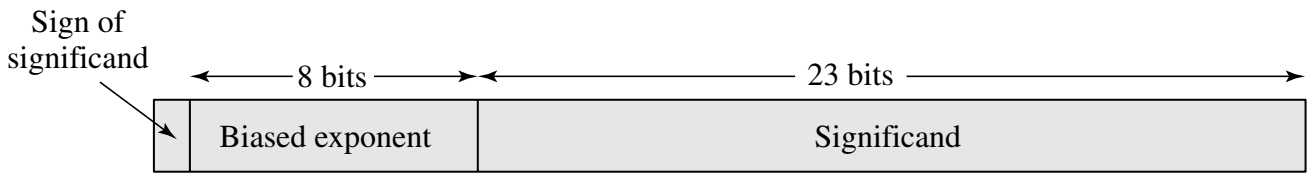 Sign of
significand
8 bits
23 bits
Biased exponent
Significand